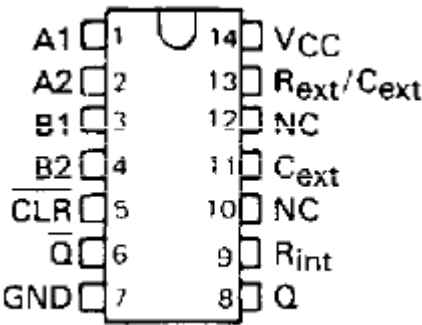 A1 1 14 VCC
A2 2 13 Rext/Cext
B1 3 12 NC
B2 4 11 Cext
CLR 5 10 NC
Q 6 9 Rint
GND 7 8 Q